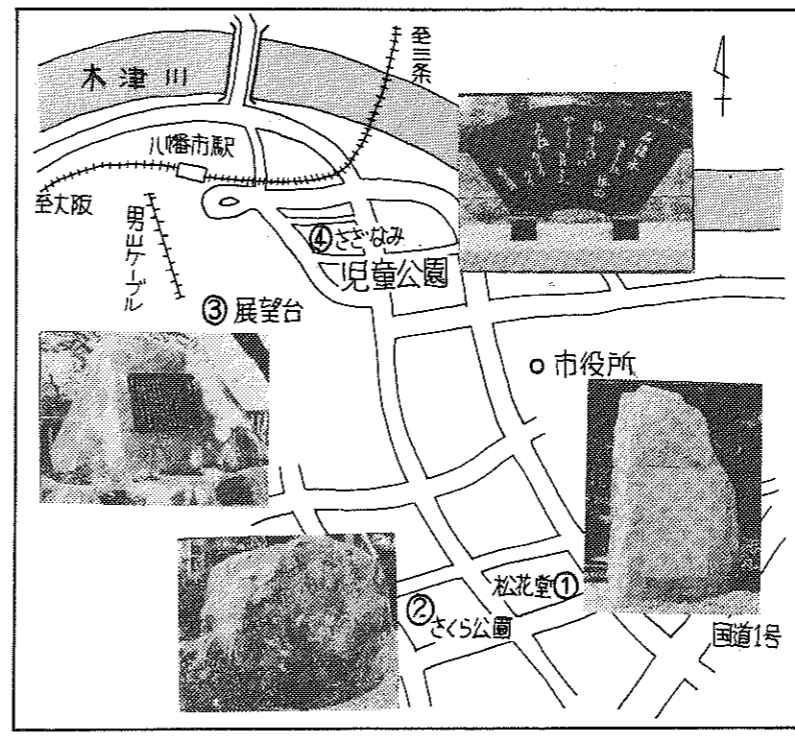 木津川
至三条
八幡市駅
至大阪
男山ケーブル
④さざなみ
児童公園
③展望台
市役所
松花堂①
②さくら公園
国道1号